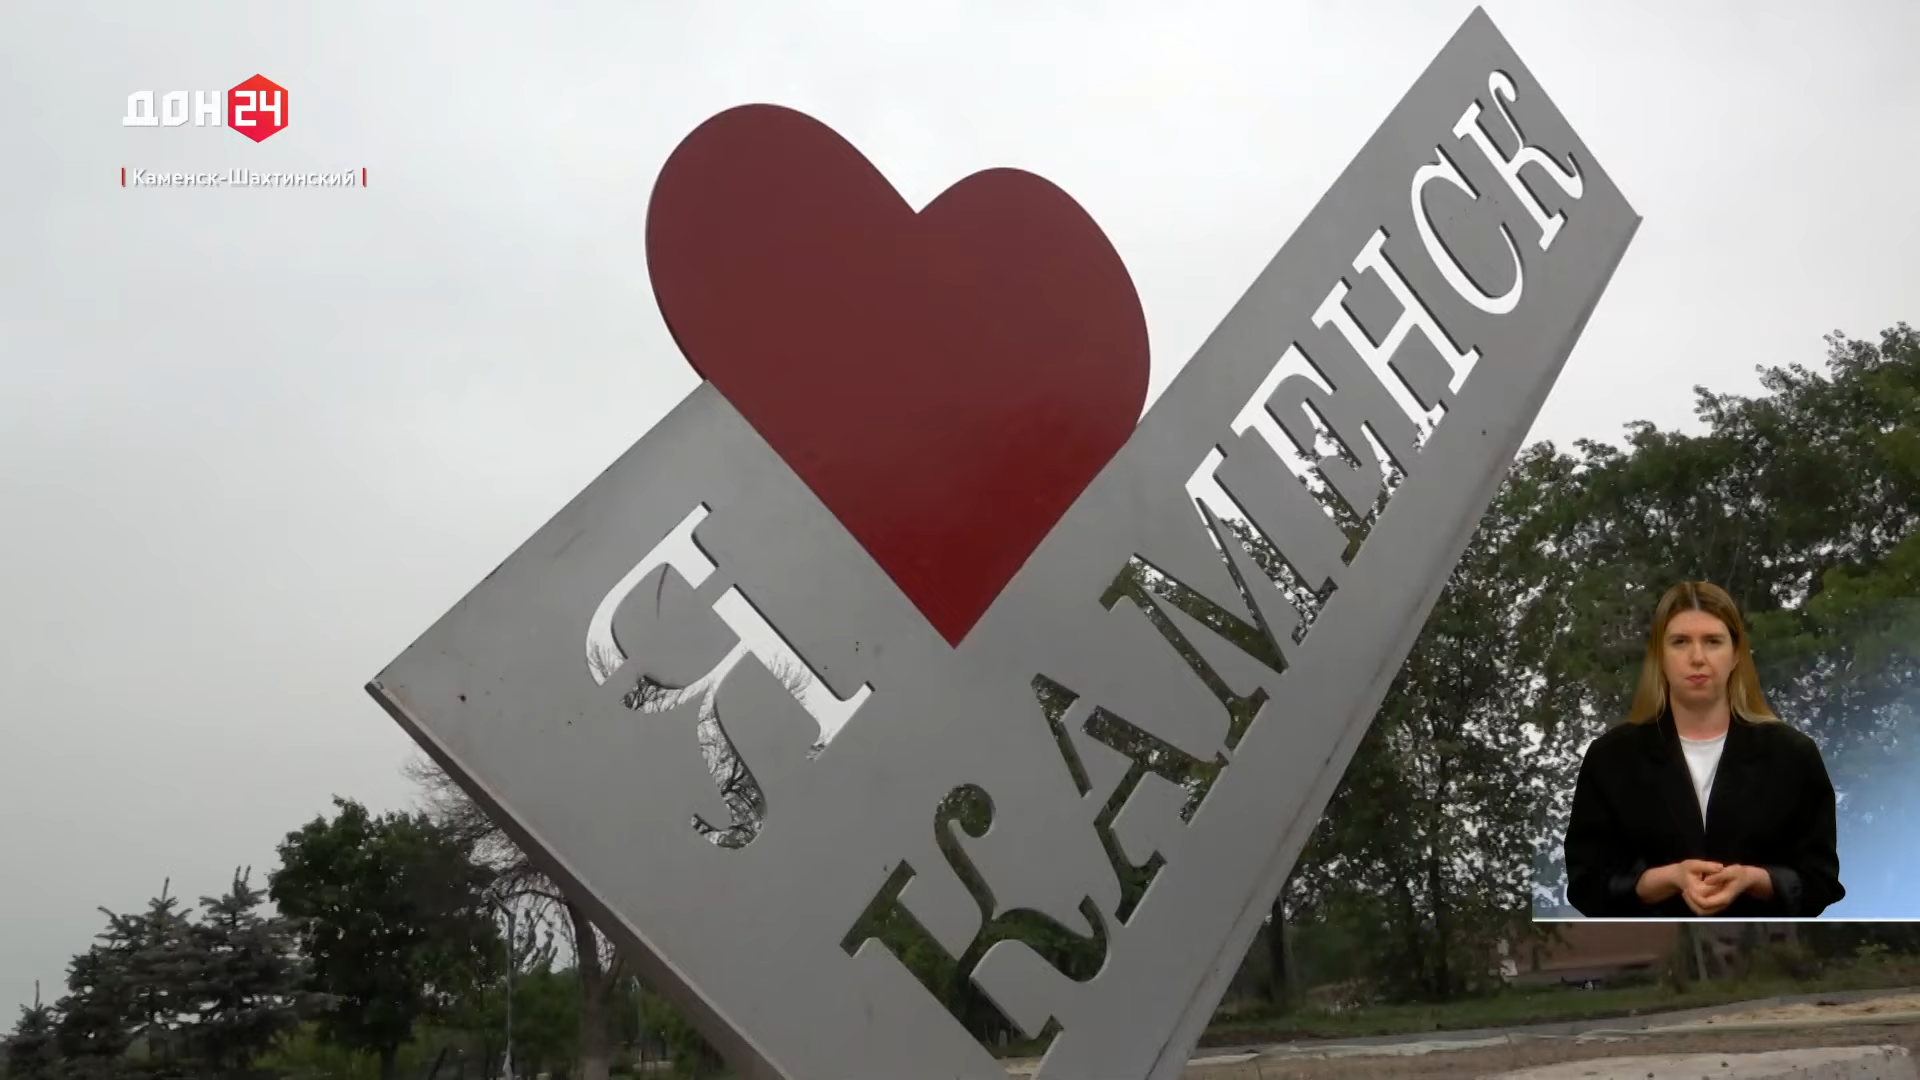 ДОН24
Каменск-Шахтинский
Я
КАМЕНСК